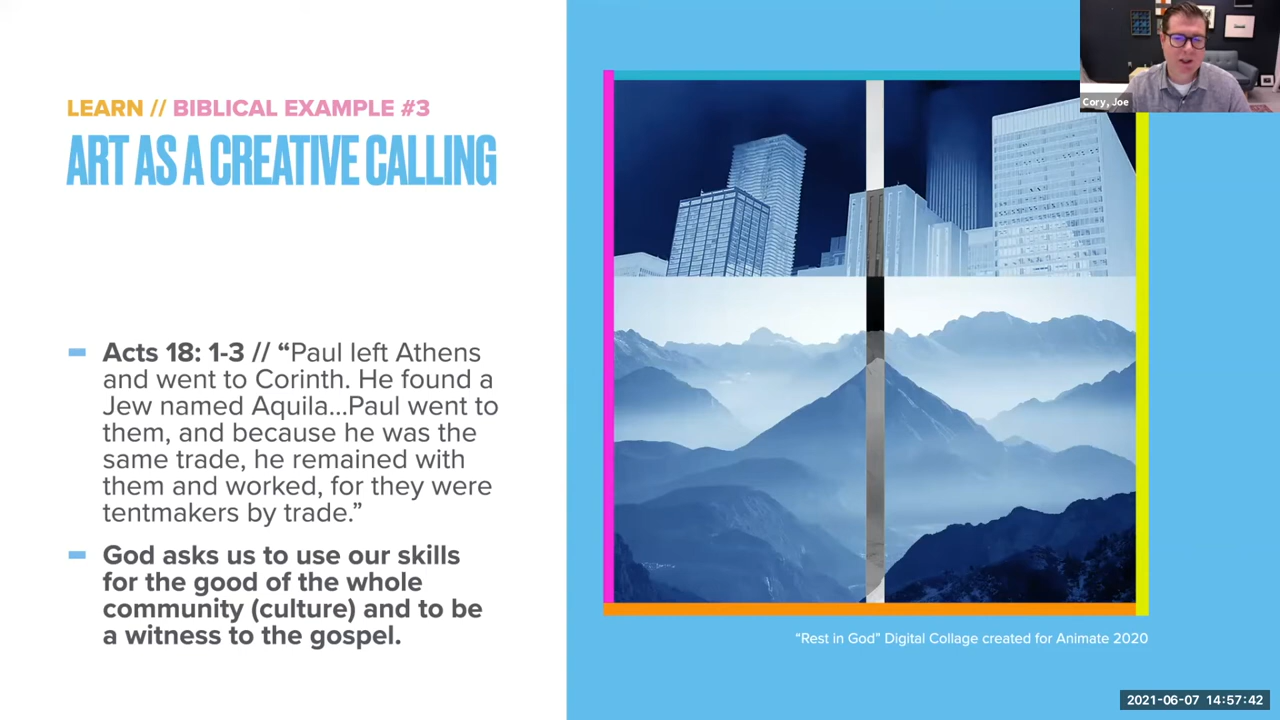 LEARN // BIBLICAL EXAMPLE #3
ART AS A CREATIVE CALLING
Acts 18: 1-3 // “Paul left Athens
and went to Corinth. He found a
Jew named Aquila...Paul went to
them, and because he was the
same trade, he remained with
them and worked, for they were
tentmakers by trade.”
God asks us to use our skills
for the good of the whole
community (culture) and to be
a witness to the gospel.
Cory, Joe
“Rest in God” Digital Collage created for Animate 2020
2021-06-07 14:57:42